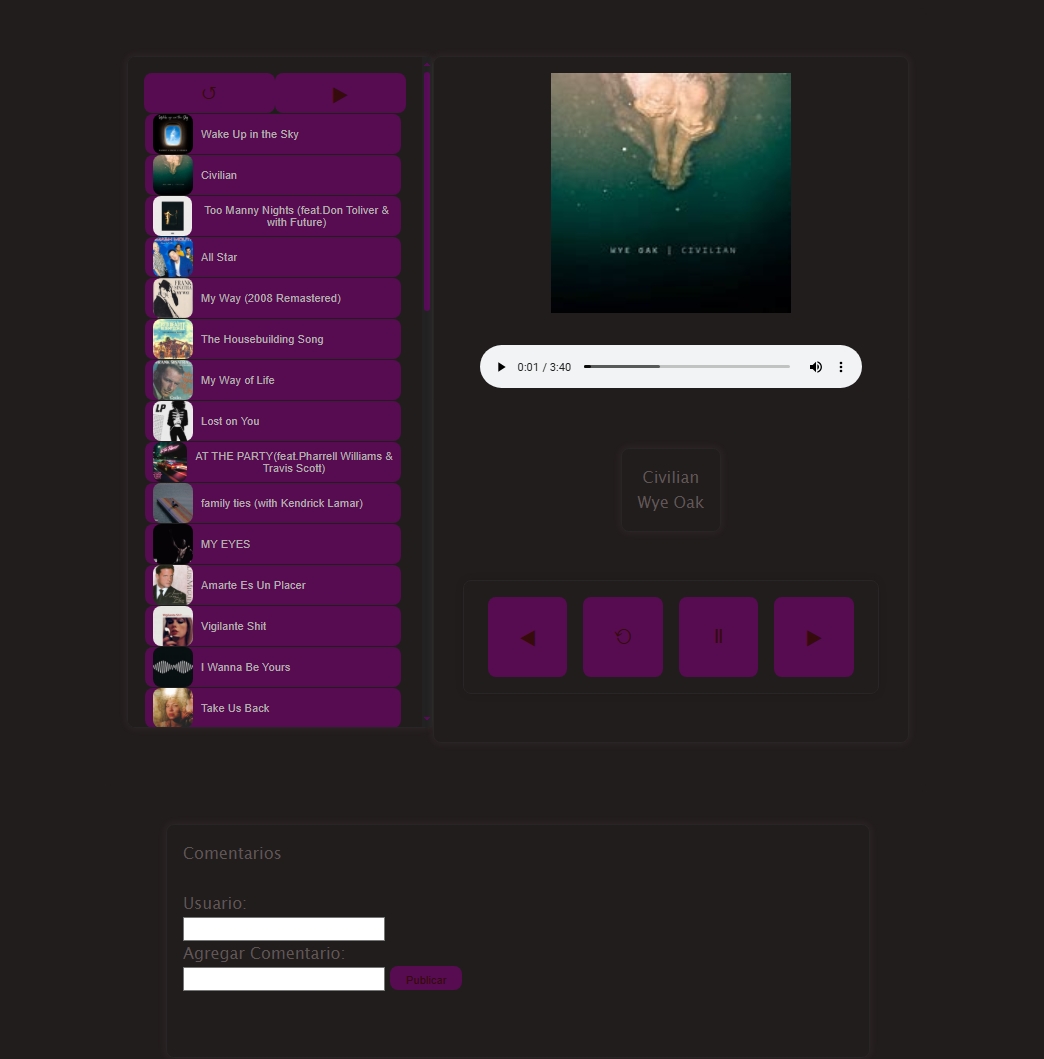 Wake Up in the Sky
Civilian
Too Manny Nights (feat.Don Toliver &
with Future)
All Star
My Way (2008 Remastered)
The Housebuilding Song
My Way of Life
Lost on You
LP
AT THE PARTY(feat.Pharrell Williams &
Travis Scott)
family ties (with Kendrick Lamar)
MY EYES
Amarte Es Un Placer
Vigilante Shit
I Wanna Be Yours
Take Us Back
WYE OAK | CIVILIAN
0:01 / 3:40
Civilian
Wye Oak
Comentarios
Usuario:
Agregar Comentario:
Publicar